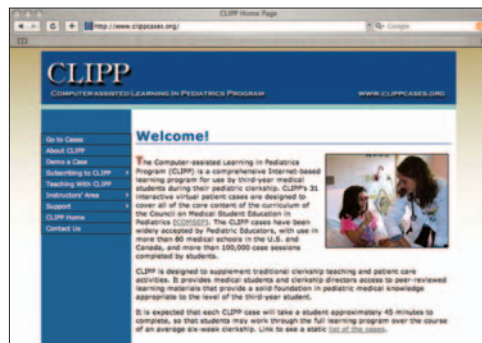 CLIPP Home Page
http://www.clippcases.org/
Google
CLIPP
COMPUTER-ASSISTED LEARNING IN PEDIATRICS PROGRAM
WWW.CLIPPCASES.ORG
Go to Cases
About CLIPP
Demo a Case
Subscribing to CLIPP
Teaching With CLIPP
Instructors' Area
Support
CLIPP Home
Contact Us
Welcome!
The Computer-assisted Learning in Pediatrics
Program (CLIPP) is a comprehensive Internet-based
learning program for use by third-year medical
students during their pediatric clerkship. CLIPP's 31
interactive virtual patient cases are designed to
cover all of the core content of the curriculum of
the Council on Medical Student Education in
Pediatrics (COMSEP). The CLIPP cases have been
widely accepted by Pediatric Educators, with use in
more than 80 medical schools in the U.S. and
Canada, and more than 100,000 case sessions
completed by students.
CLIPP is designed to supplement traditional clerkship teaching and patient care
activities. It provides medical students and clerkship directors access to peer-reviewed
learning materials that provide a solid foundation in pediatric medical knowledge
appropriate to the level of the third-year student.
It is expected that each CLIPP case will take a student approximately 45 minutes to
complete, so that students may work through the full learning program over the course
of an average six-week clerkship. Link to see a static list of the cases.